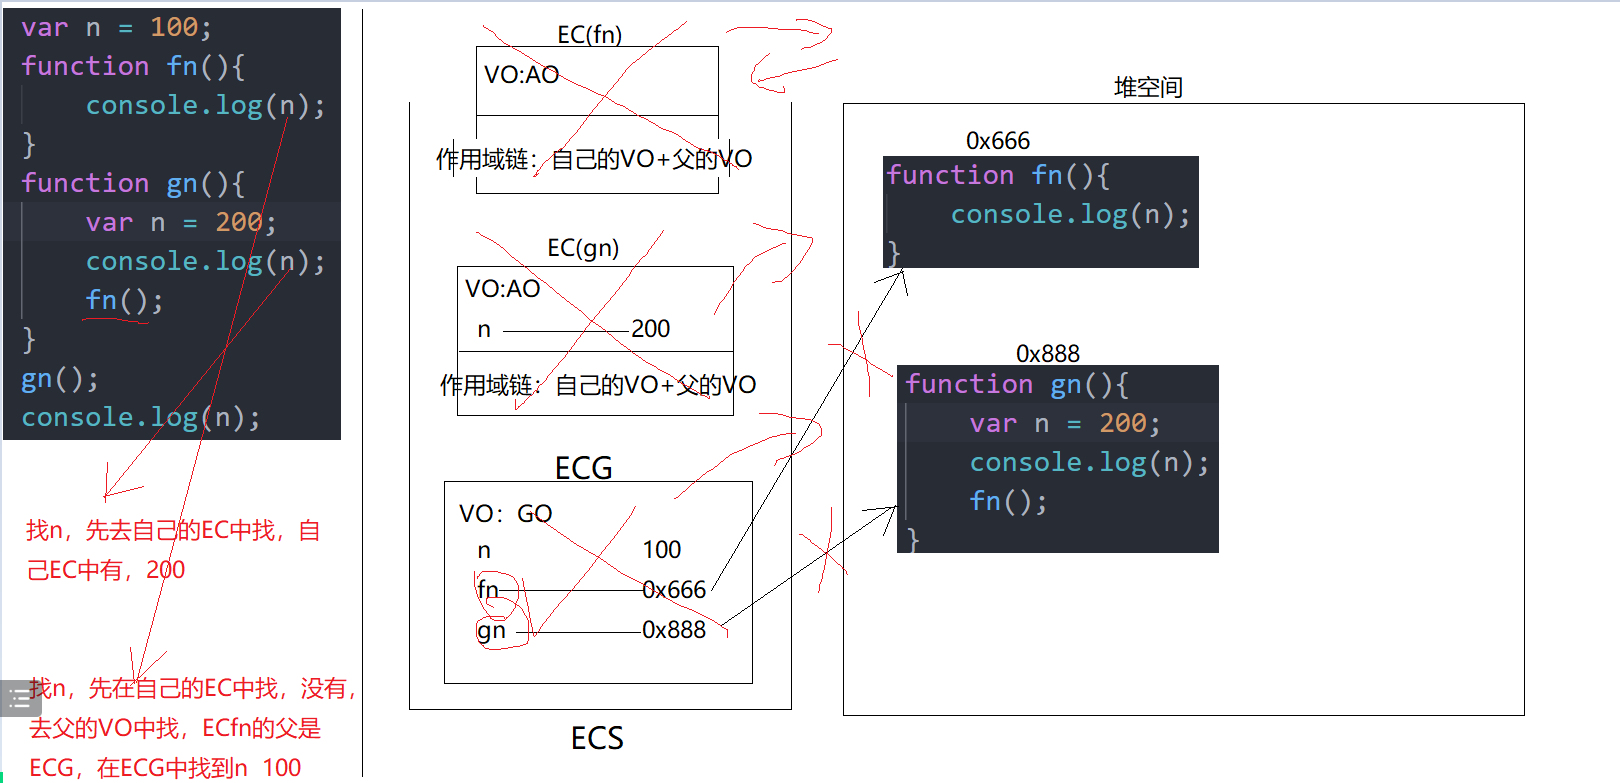 var n = 100;
function fn(){
console.log(n);
}
function gn(){
var n = 200;
console.log(n);
fn();
}
gn();
console.log(n);
找n，先去自己的EC中找，自
己EC中有，200
找n，先在自己的EC中找，没有，
去父的VO中找，ECfn的父是
ECG，在ECG中找到n 100
EC(fn)
VO:AO
作用域链：自己的VO+父的VO
EC(gn)
VO:AO
n 200
作用域链：自己的VO+父的VO
ECG
VO：GO
n 100
fn 0x666
gn 0x888
ECS
堆空间
0x666
function fn(){
console.log(n);
}
0x888
function gn(){
var n = 200;
console.log(n);
fn();
}